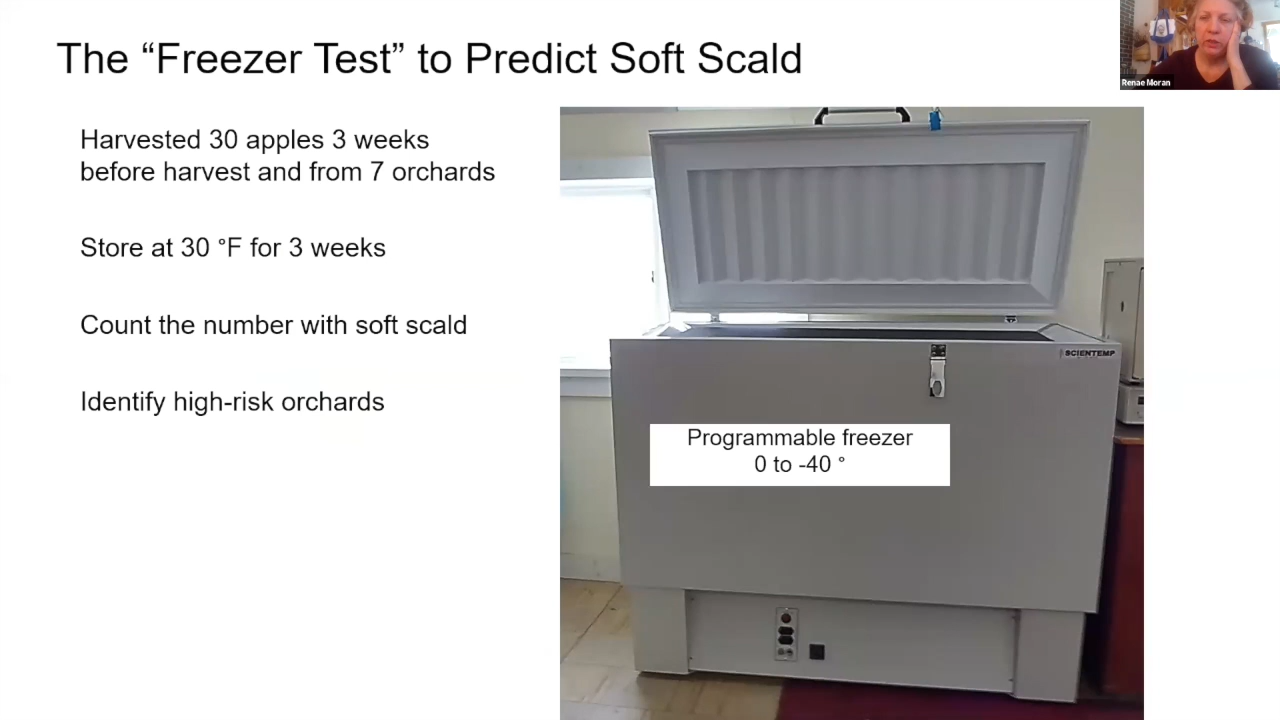 The “Freezer Test” to Predict Soft Scald
Renae Moran
Harvested 30 apples 3 weeks
before harvest and from 7 orchards
Store at 30 °F for 3 weeks
Count the number with soft scald
Identify high-risk orchards
SCIENTEMP
Programmable freezer
0 to -40 °